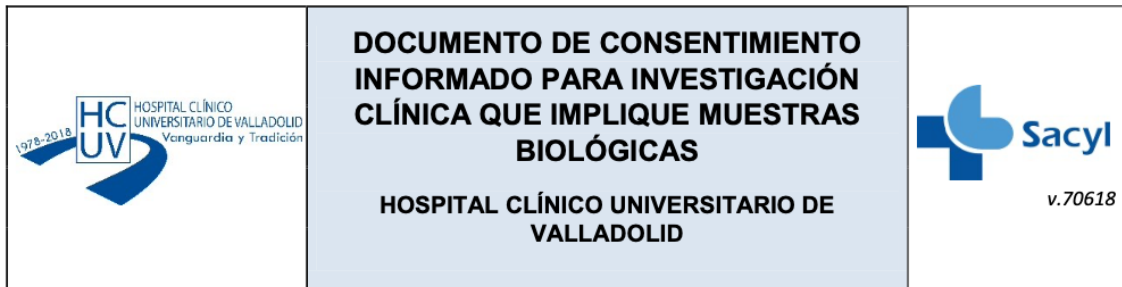 1978-2018
HC
UV
HOSPITAL CLÍNICO
UNIVERSITARIO DE VALLADOLID
Vanguardia y Tradición
DOCUMENTO DE CONSENTIMIENTO
INFORMADO PARA INVESTIGACIÓN
CLÍNICA QUE IMPLIQUE MUESTRAS
BIOLÓGICAS
HOSPITAL CLÍNICO UNIVERSITARIO DE
VALLADOLID
Sacyl
v.70618